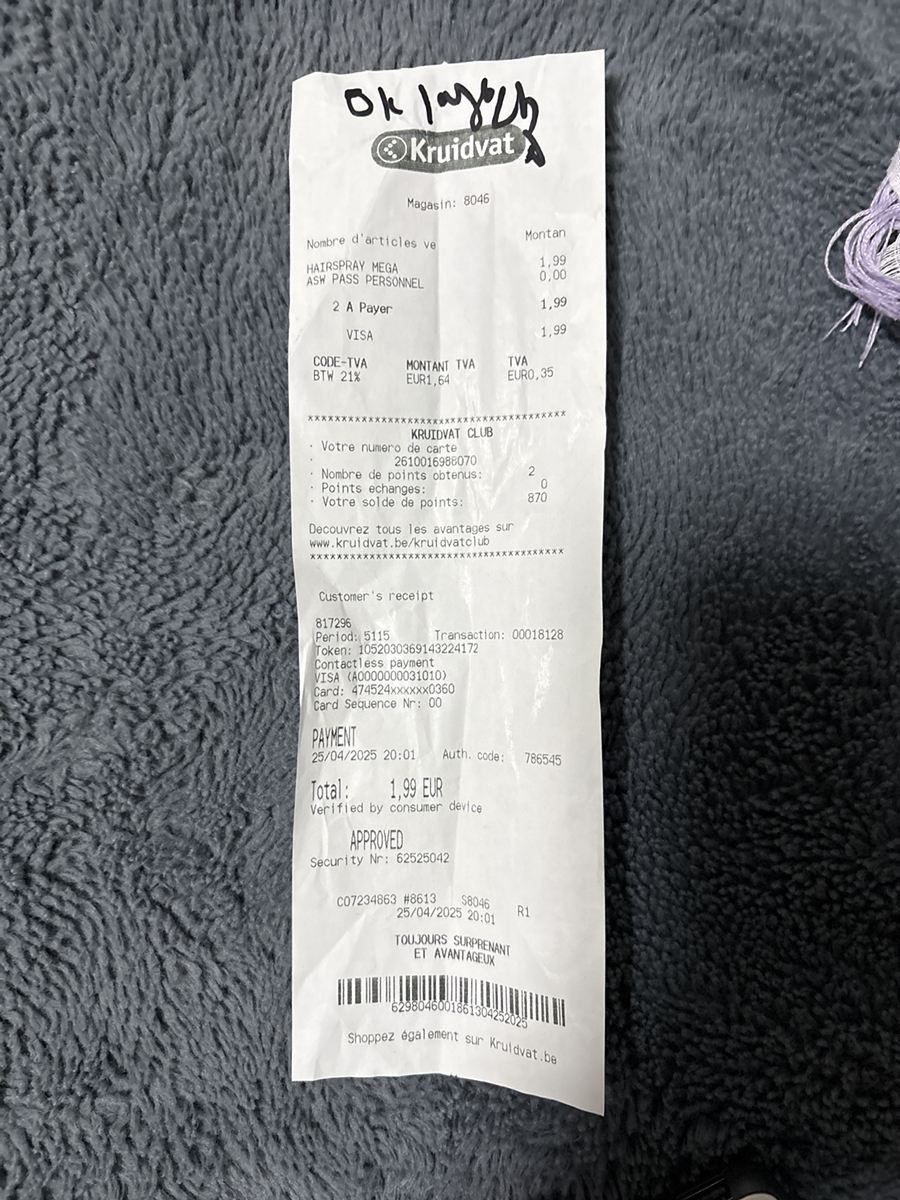 Ok
Kruidvat
Magasin: 8046
Nombre d'articles ve Montan
HAIRSPRAY MEGA 1,99
ASW PASS PERSONNEL 0,00
2 A Payer 1,99
VISA 1,99
CODE-TVA MONTANT TVA TVA
BTW 21% EUR1,64 EUR0,35
***************************************
KRUIDVAT CLUB
· Votre numero de carte
· 2610016988070
· Nombre de points obtenus: 2
· Points echanges: 0
· Votre solde de points: 870
Decouvrez tous les avantages sur
www.kruidvat.be/kruidvatclub
***************************************
Customer's receipt
817296
Period: 5115 Transaction: 00018128
Token: 1052030369143224172
Contactless payment
VISA (A0000000031010)
Card: 474524xxxxxx0360
Card Sequence Nr: 00
PAYMENT
25/04/2025 20:01 Auth. code: 786545
Total: 1,99 EUR
Verified by consumer device
APPROVED
Security Nr: 62525042
C07234863 #8613 S8046
25/04/2025 20:01 R1
TOUJOURS SURPRENANT
ET AVANTAGEUX
6298046001861304252025
Shoppez également sur Kruidvat.be